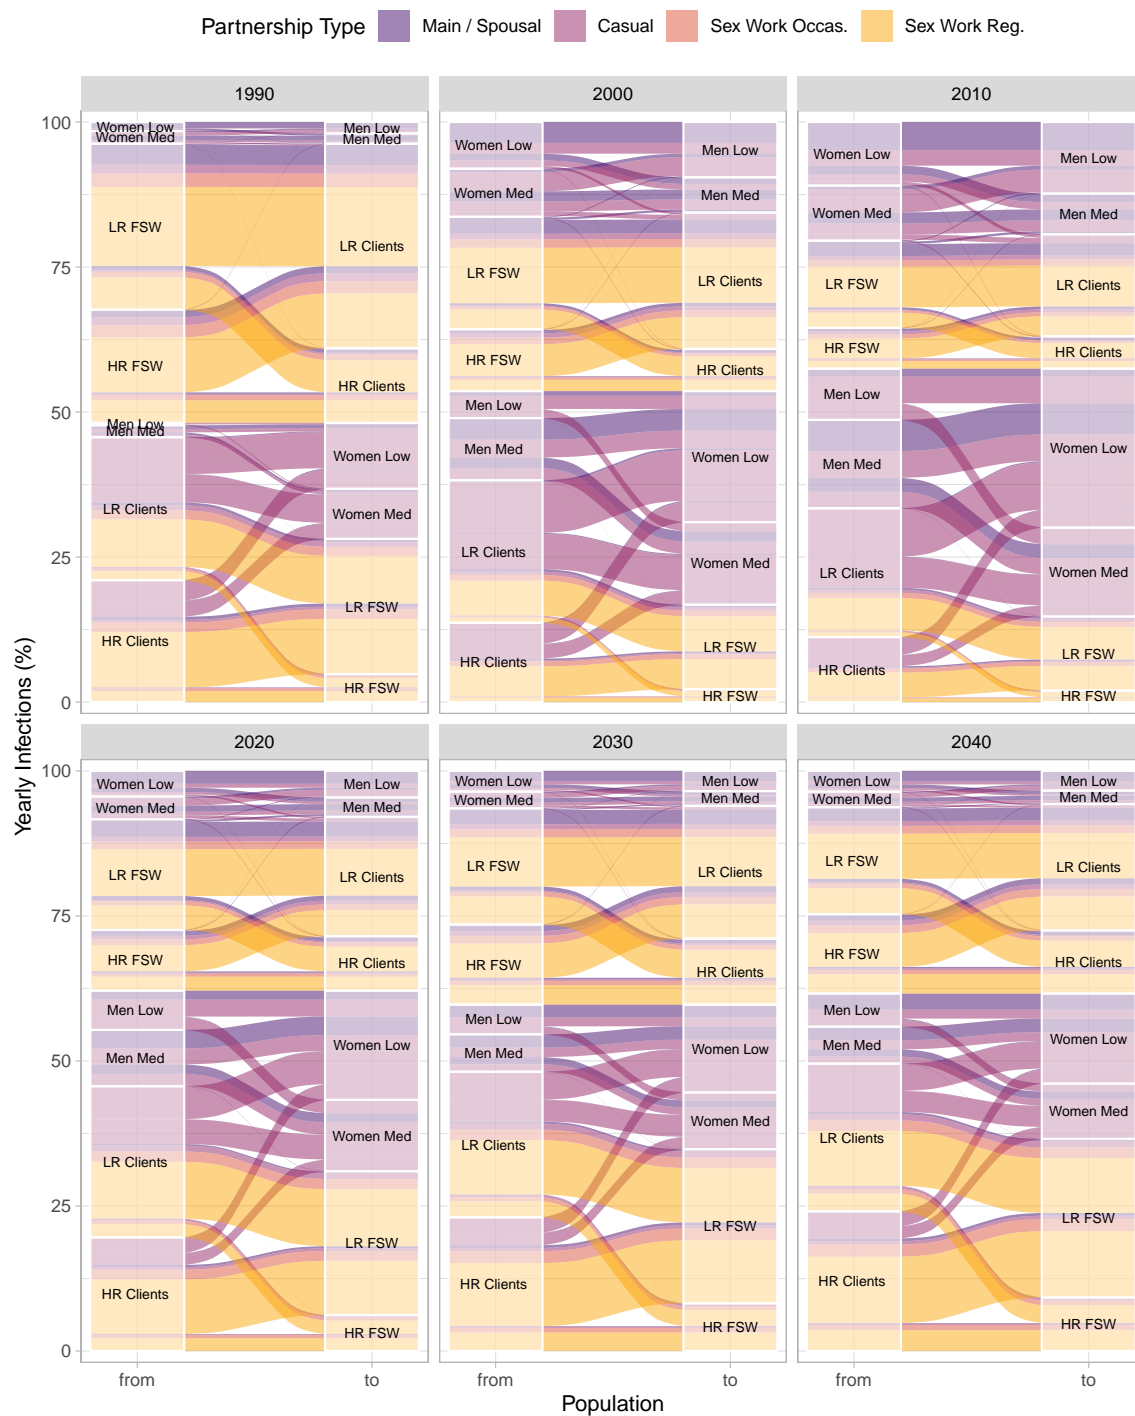 Partnership Type Main / Spousal Casual Sex Work Occas. Sex Work Reg.
Yearly Infections (%)
1990
100
75
50
25
0
Women Low
Women Med
LR FSW
HR FSW
Men Low
Men Med
LR Clients
HR Clients
Men Low
Men Med
LR Clients
HR Clients
Women Low
Women Med
LR FSW
HR FSW
2000
Women Low
Women Med
LR FSW
HR FSW
Men Low
Men Med
LR Clients
HR Clients
Men Low
Men Med
LR Clients
HR Clients
Women Low
Women Med
LR FSW
HR FSW
2010
Women Low
Women Med
LR FSW
HR FSW
Men Low
Men Med
LR Clients
HR Clients
Men Low
Men Med
LR Clients
HR Clients
Women Low
Women Med
LR FSW
HR FSW
2020
100
75
50
25
0
Women Low
Women Med
LR FSW
HR FSW
Men Low
Men Med
LR Clients
HR Clients
Men Low
Men Med
LR Clients
HR Clients
Women Low
Women Med
LR FSW
HR FSW
from to
2030
Women Low
Women Med
LR FSW
HR FSW
Men Low
Men Med
LR Clients
HR Clients
Men Low
Men Med
LR Clients
HR Clients
Women Low
Women Med
LR FSW
HR FSW
from to
2040
Women Low
Women Med
LR FSW
HR FSW
Men Low
Men Med
LR Clients
HR Clients
Men Low
Men Med
LR Clients
HR Clients
Women Low
Women Med
LR FSW
HR FSW
from to
Population